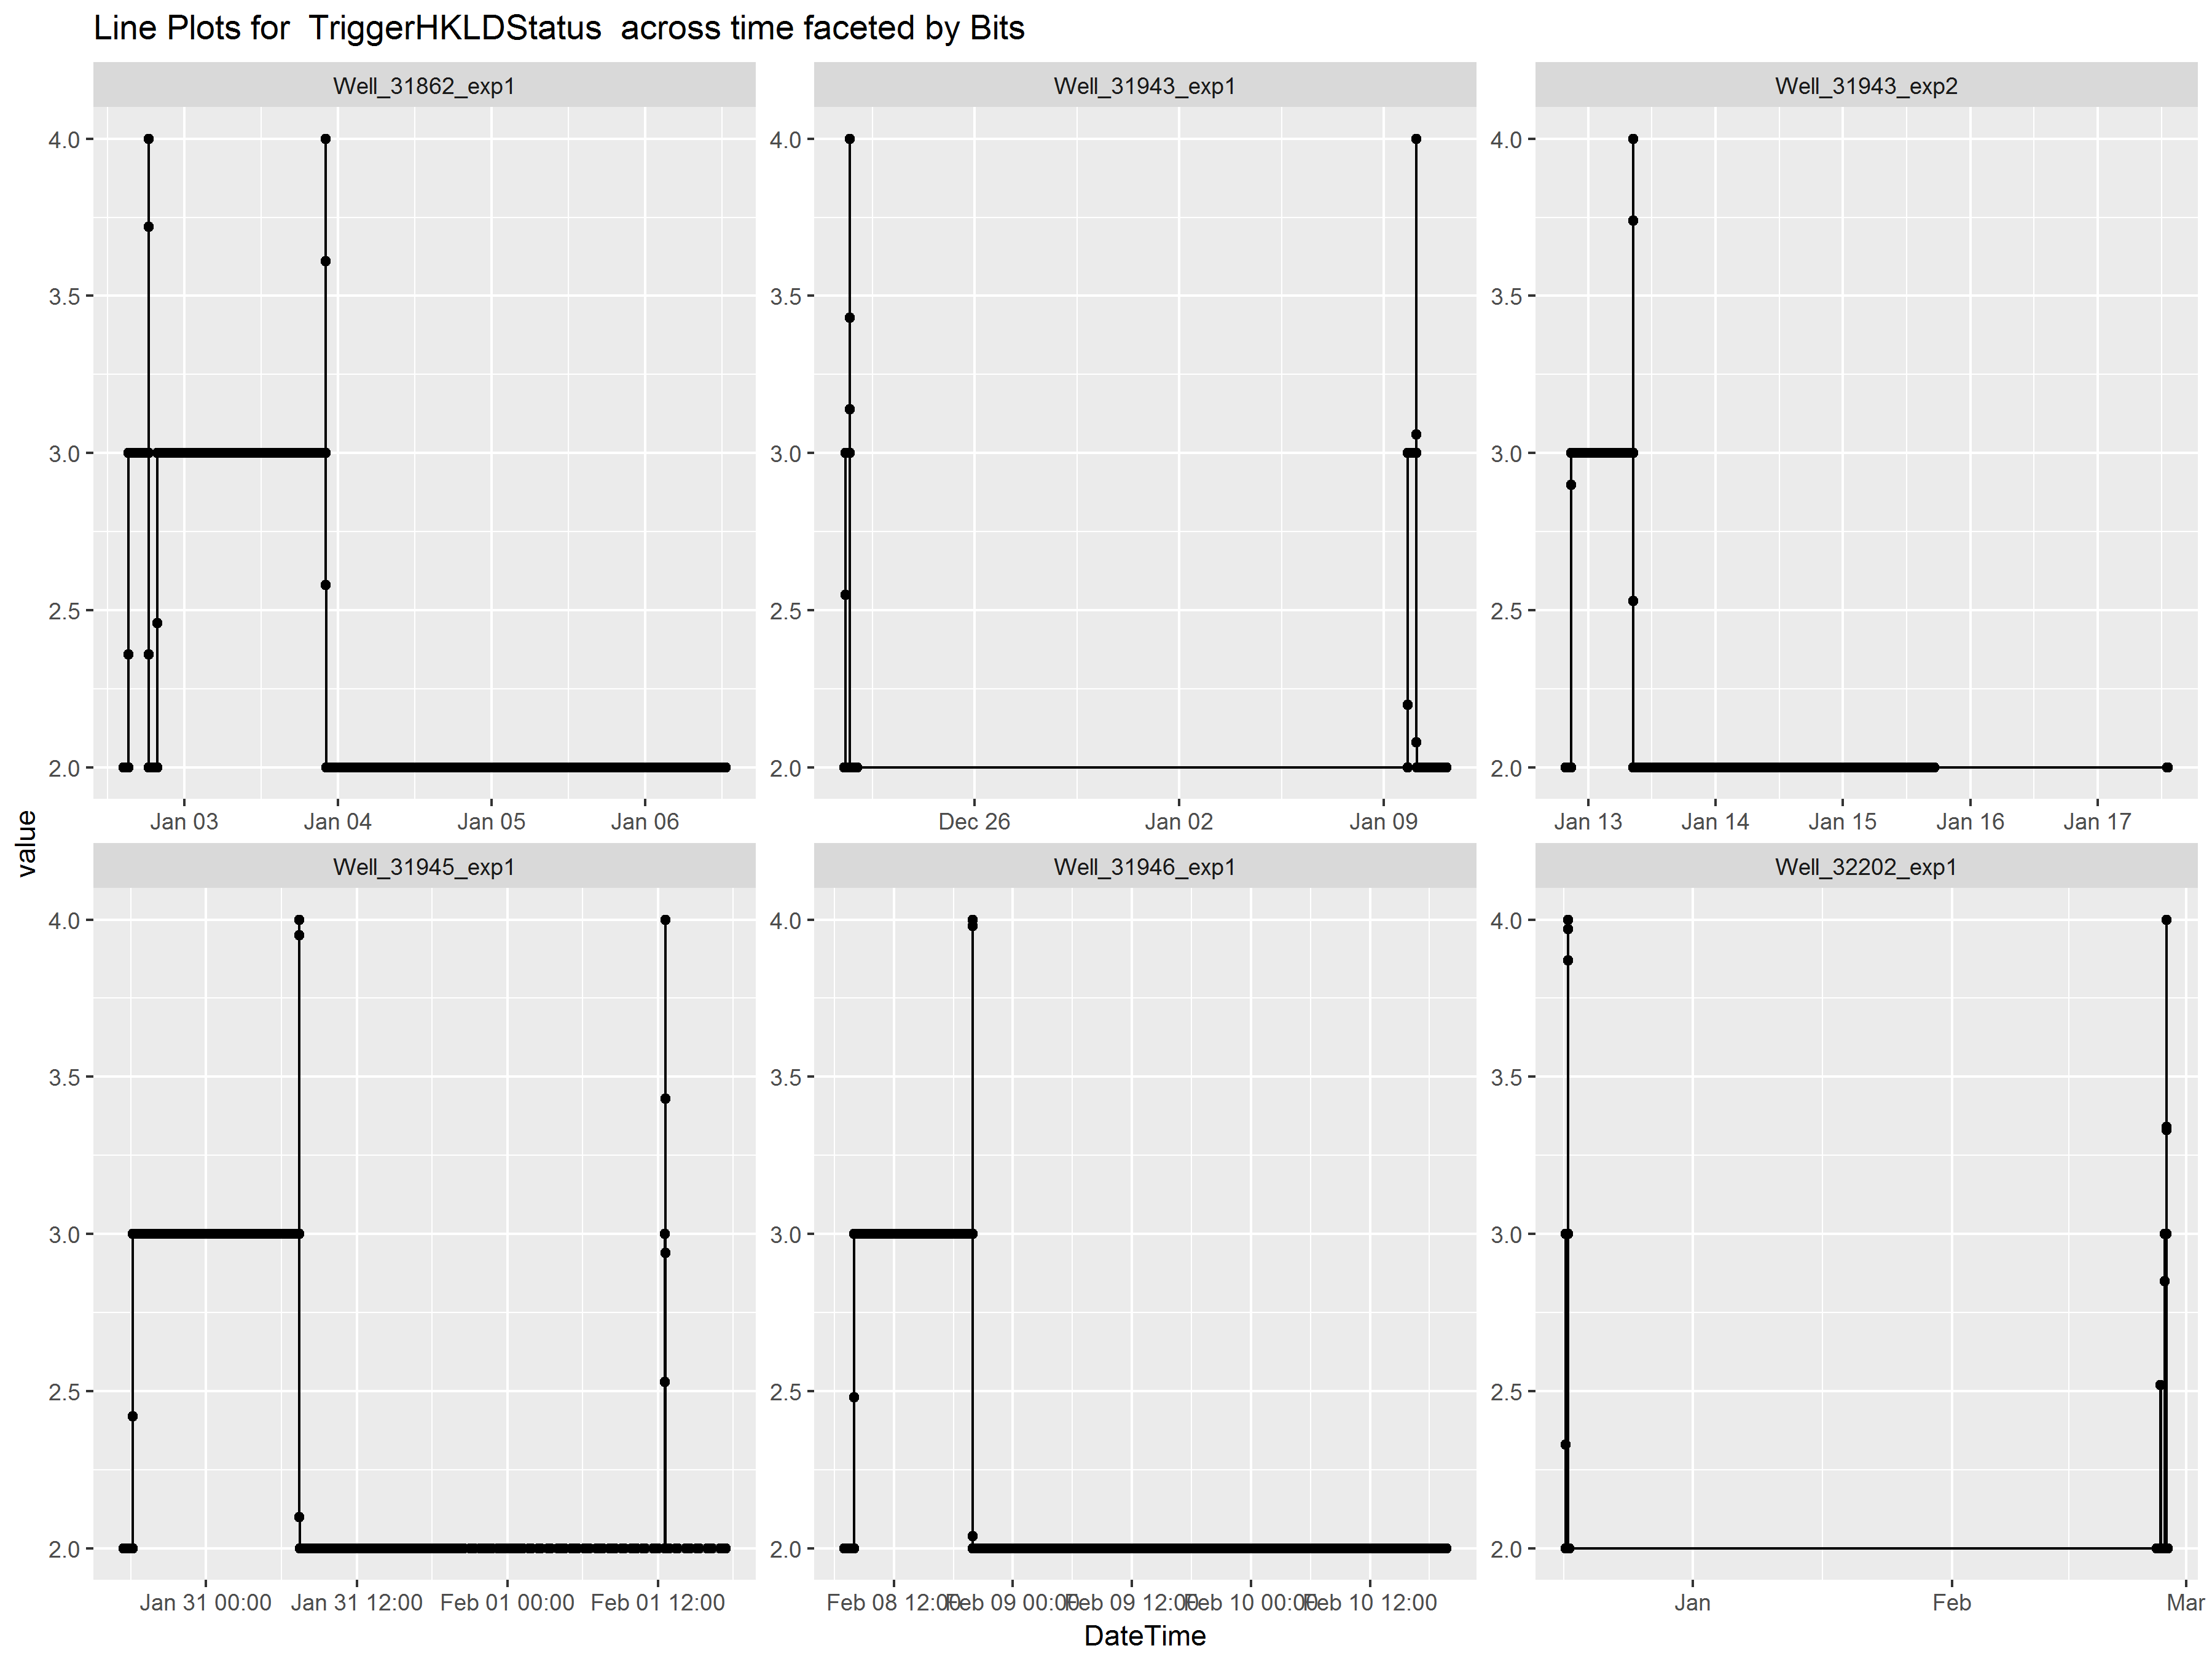 Line Plots for  TriggerHKLDStatus  across time faceted by Bits
Well_31862_exp1
Well_31943_exp1
Well_31943_exp2
4.0
3.5
3.0
2.5
2.0
4.0
3.5
3.0
2.5
2.0
4.0
3.5
3.0
2.5
2.0
Jan 03 Jan 04 Jan 05 Jan 06
Dec 26 Jan 02 Jan 09
Jan 13 Jan 14 Jan 15 Jan 16 Jan 17
value
Well_31945_exp1
Well_31946_exp1
Well_32202_exp1
4.0
3.5
3.0
2.5
2.0
4.0
3.5
3.0
2.5
2.0
4.0
3.5
3.0
2.5
2.0
Jan 31 00:00 Jan 31 12:00 Feb 01 00:00 Feb 01 12:00
Feb 08 12:00 Feb 09 00:00 Feb 09 12:00 Feb 10 00:00 Feb 10 12:00
Jan Feb Mar
DateTime